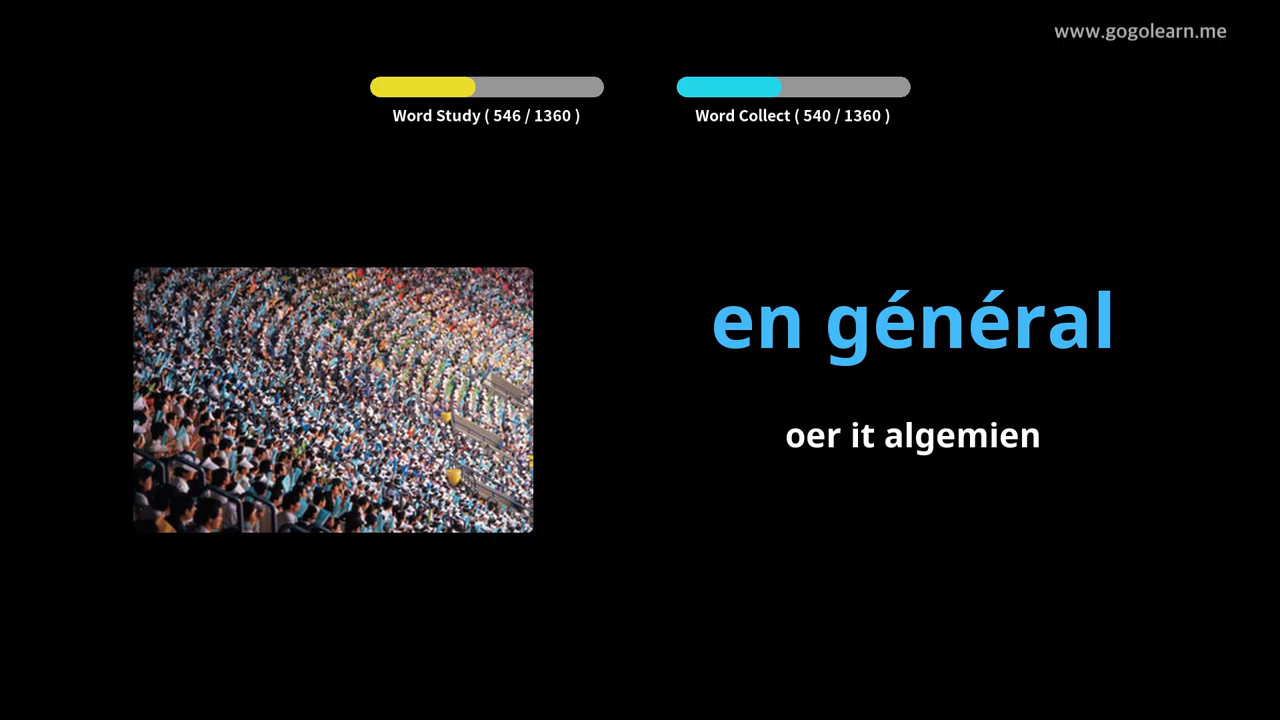 www.gogolearn.me
Word Study ( 546 / 1360 )
Word Collect ( 540 / 1360 )
en général
oer it algemien